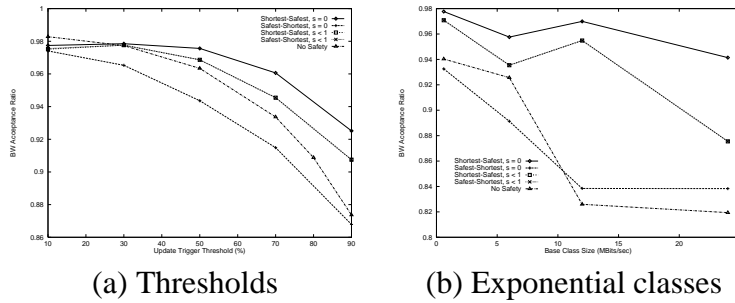 Shortest-Safest, s = 0
Safest-Shortest, s = 0
Shortest-Safest, s < 1
Safest-Shortest, s < 1
No Safety
BW Acceptance Ratio
1
0.98
0.96
0.94
0.92
0.9
0.88
0.86
10 20 30 40 50 60 70 80 90
Update Trigger Threshold (%)
(a) Thresholds
BW Acceptance Ratio
0.98
0.96
0.94
0.92
0.9
0.88
0.86
0.84
0.82
0.8
Shortest-Safest, s = 0
Safest-Shortest, s = 0
Shortest-Safest, s < 1
Safest-Shortest, s < 1
No Safety
5 10 15 20
Base Class Size (MBits/sec)
(b) Exponential classes